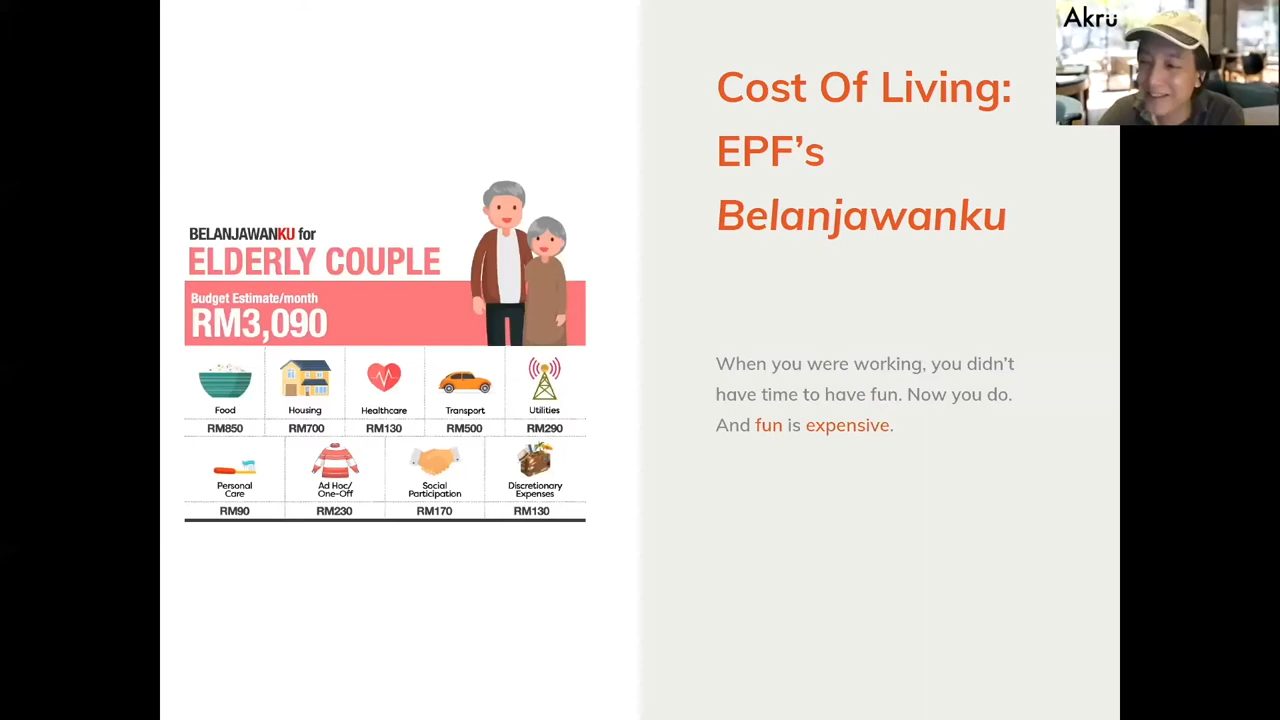 Akru
Cost Of Living:
EPF's
Belanjawanku
BELANJAWANKU for
ELDERLY COUPLE
Budget Estimate/month
RM3,090
Food Housing Healthcare Transport Utilities
RM850 RM700 RM130 RM500 RM290
Personal Care Ad Hoc/ One-Off Social Participation Discretionary Expenses
RM90 RM230 RM170 RM130
When you were working, you didn't
have time to have fun. Now you do.
And fun is expensive.